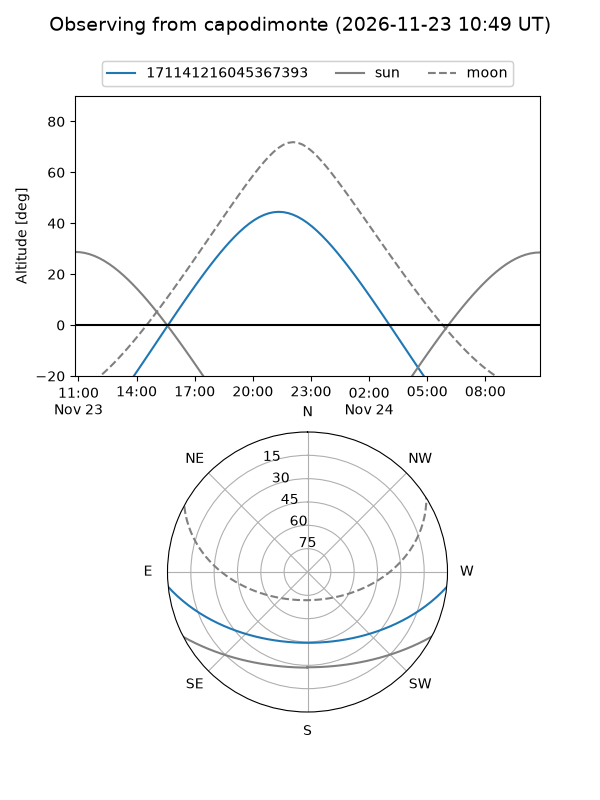 Observing from capodimonte (2026-11-23 10:49 UT)
171141216045367393 sun moon
Altitude [deg]
80
60
40
20
0
−20
11:00 14:00 17:00 20:00 23:00 02:00 05:00 08:00
Nov 23 Nov 24
N
NE NW
15
30
45
60
75
E W
SE SW
S